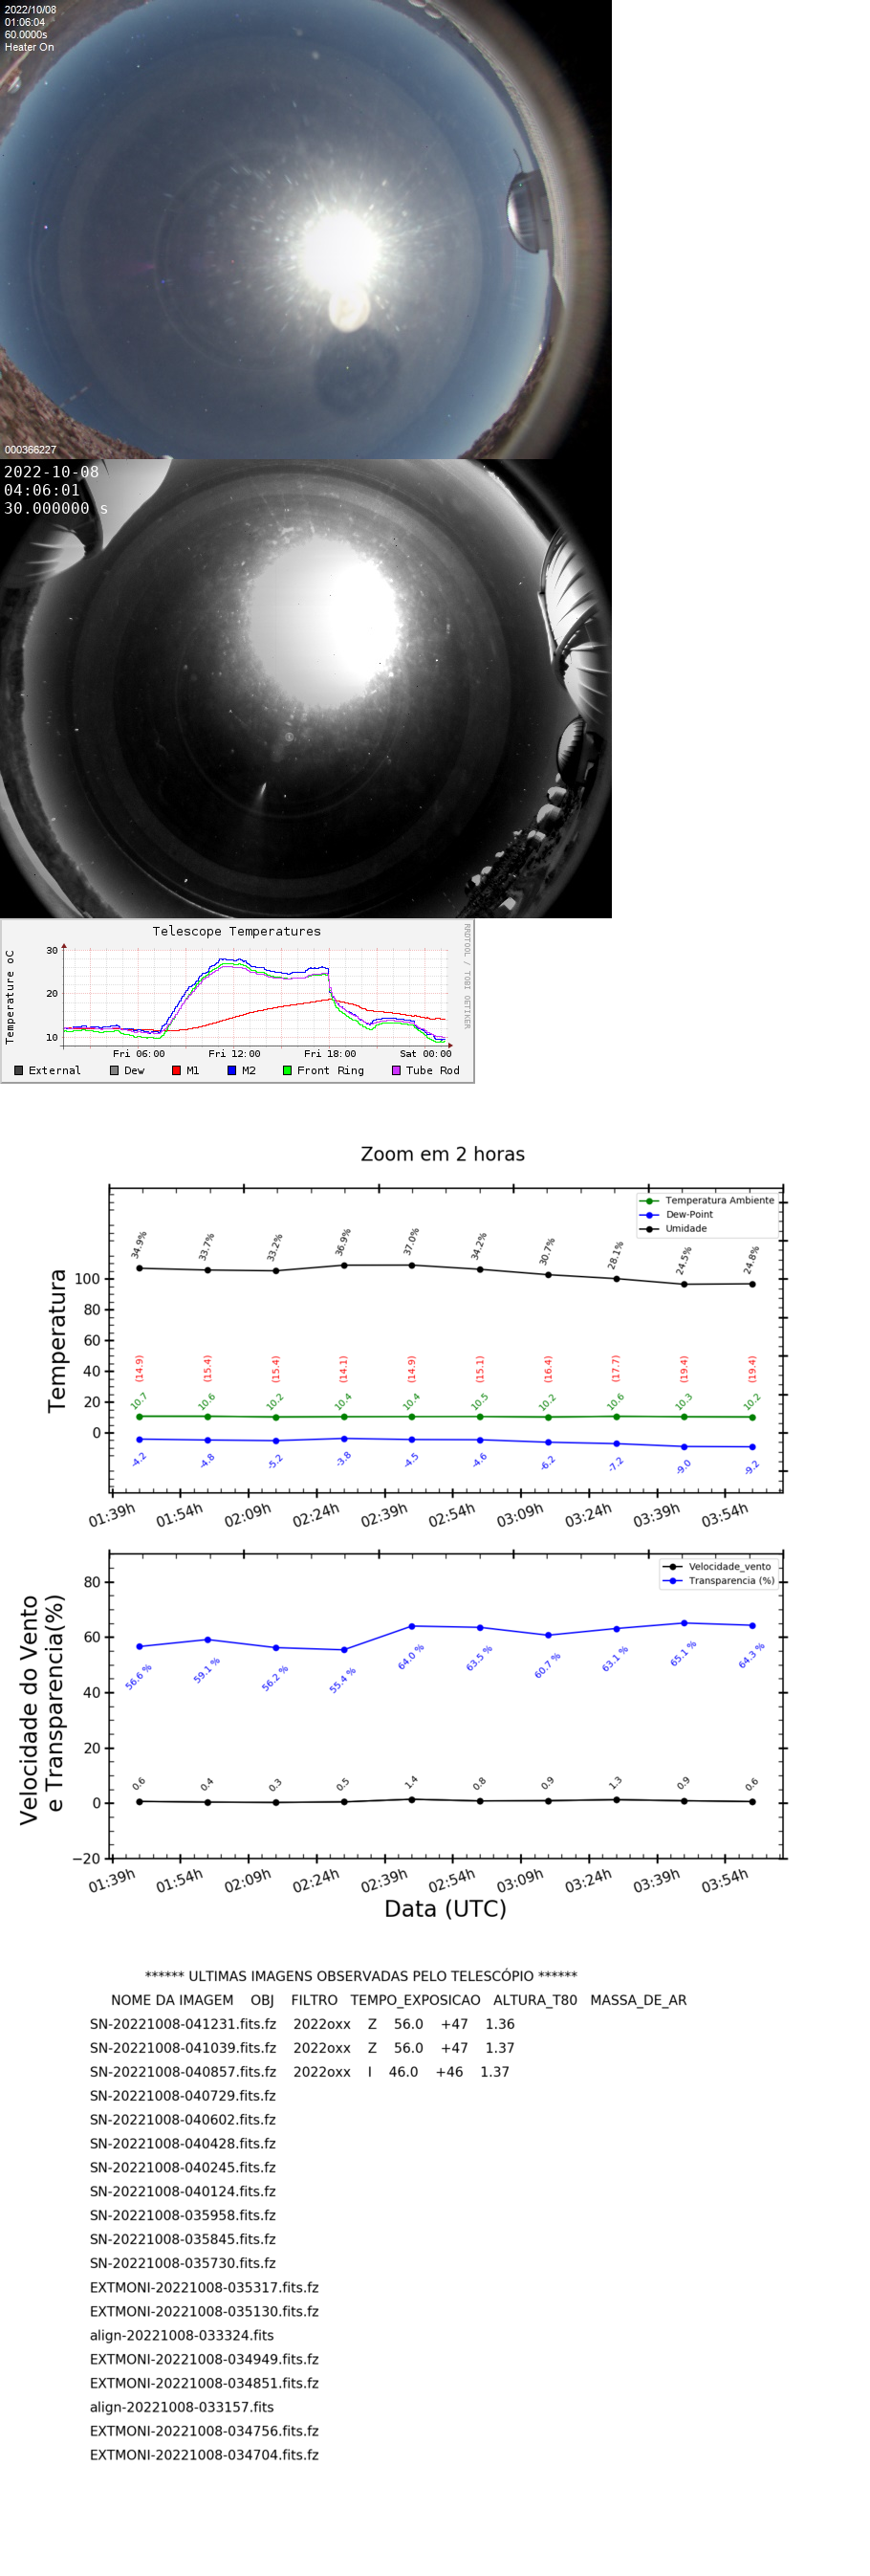 2022/10/08
01:06:04
60.0000s
Heater On
000366227
2022-10-08
04:06:01
30.000000 s
Telescope Temperatures
RRDTOOL / TOBI OETIKER
Temperature oC
30
20
10
Fri 06:00 Fri 12:00 Fri 18:00 Sat 00:00
External Dew M1 M2 Front Ring Tube Rod
Zoom em 2 horas
Temperatura Ambiente
Dew-Point
Umidade
Temperatura
34.9% 33.7% 33.2% 36.9% 37.0% 34.2% 30.7% 28.1% 24.5% 24.8%
100
80
60
40
20
0
(14.9) (15.4) (15.4) (14.1) (14.9) (15.1) (16.4) (17.7) (19.4) (19.4)
10.7 10.6 10.2 10.4 10.4 10.5 10.2 10.6 10.3 10.2
-4.2 -4.8 -5.2 -3.8 -4.5 -4.6 -6.2 -7.2 -9.0 -9.2
01:39h 01:54h 02:09h 02:24h 02:39h 02:54h 03:09h 03:24h 03:39h 03:54h
Velocidade_vento
Transparencia (%)
Velocidade do Vento
e Transparencia(%)
80
60
40
20
0
−20
56.6 % 59.1 % 56.2 % 55.4 % 64.0 % 63.5 % 60.7 % 63.1 % 65.1 % 64.3 %
0.6 0.4 0.3 0.5 1.4 0.8 0.9 1.3 0.9 0.6
01:39h 01:54h 02:09h 02:24h 02:39h 02:54h 03:09h 03:24h 03:39h 03:54h
Data (UTC)
****** ULTIMAS IMAGENS OBSERVADAS PELO TELESCÓPIO ******
NOME DA IMAGEM OBJ FILTRO TEMPO_EXPOSICAO ALTURA_T80 MASSA_DE_AR
SN-20221008-041231.fits.fz 2022oxx Z 56.0 +47 1.36
SN-20221008-041039.fits.fz 2022oxx Z 56.0 +47 1.37
SN-20221008-040857.fits.fz 2022oxx I 46.0 +46 1.37
SN-20221008-040729.fits.fz
SN-20221008-040602.fits.fz
SN-20221008-040428.fits.fz
SN-20221008-040245.fits.fz
SN-20221008-040124.fits.fz
SN-20221008-035958.fits.fz
SN-20221008-035845.fits.fz
SN-20221008-035730.fits.fz
EXTMONI-20221008-035317.fits.fz
EXTMONI-20221008-035130.fits.fz
align-20221008-033324.fits
EXTMONI-20221008-034949.fits.fz
EXTMONI-20221008-034851.fits.fz
align-20221008-033157.fits
EXTMONI-20221008-034756.fits.fz
EXTMONI-20221008-034704.fits.fz